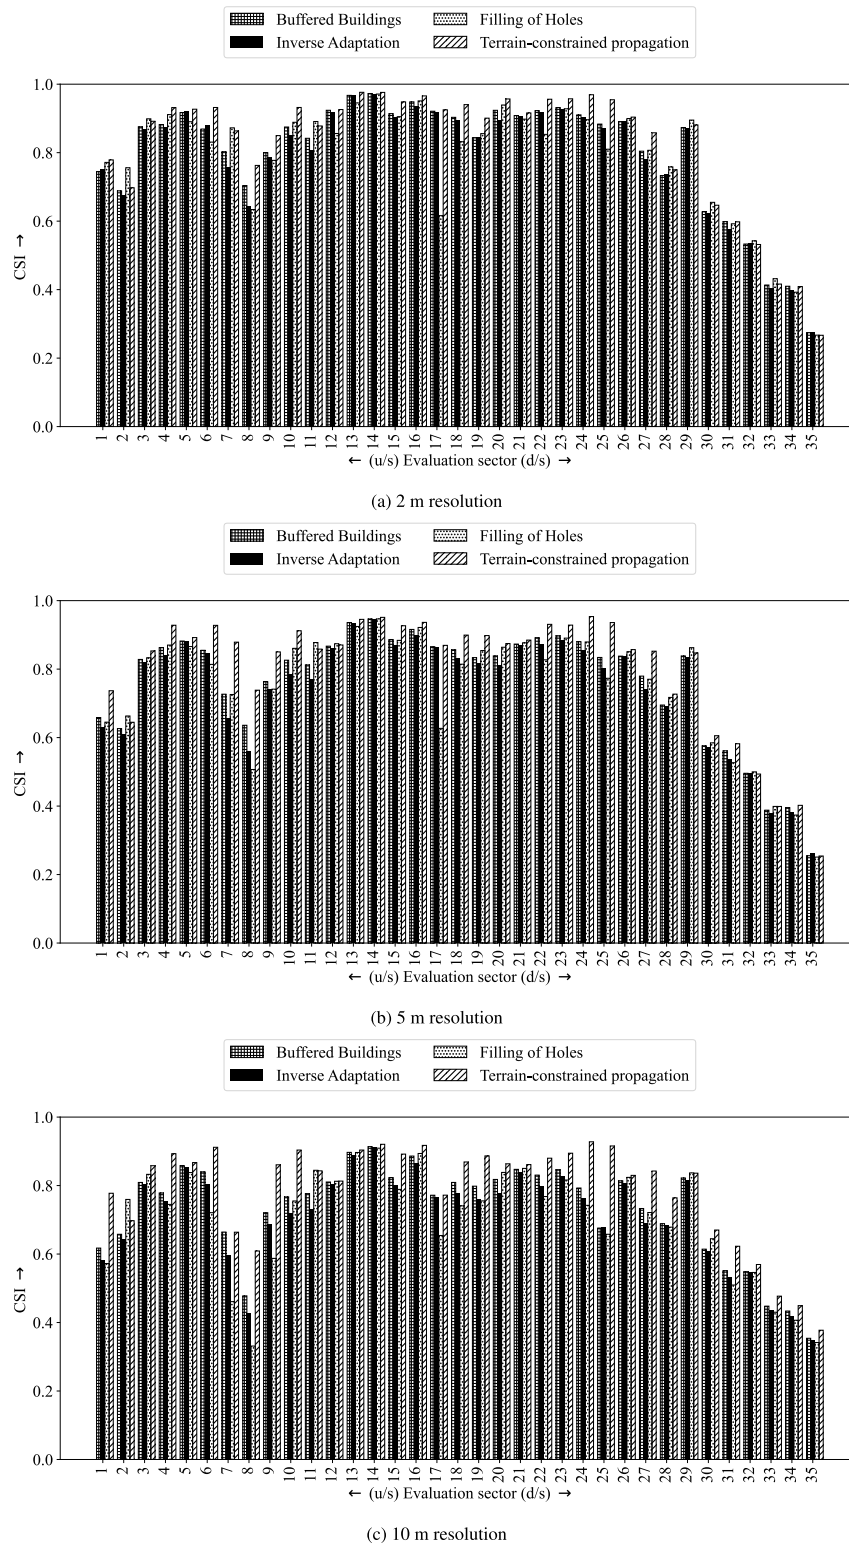 Buffered Buildings Filling of Holes
Inverse Adaptation Terrain-constrained propagation
1.0
0.8
0.6
0.4
0.2
0.0
CSI →
1 2 3 4 5 6 7 8 9 10 11 12 13 14 15 16 17 18 19 20 21 22 23 24 25 26 27 28 29 30 31 32 33 34 35
← (u/s) Evaluation sector (d/s) →
(a) 2 m resolution
Buffered Buildings Filling of Holes
Inverse Adaptation Terrain-constrained propagation
1.0
0.8
0.6
0.4
0.2
0.0
CSI →
1 2 3 4 5 6 7 8 9 10 11 12 13 14 15 16 17 18 19 20 21 22 23 24 25 26 27 28 29 30 31 32 33 34 35
← (u/s) Evaluation sector (d/s) →
(b) 5 m resolution
Buffered Buildings Filling of Holes
Inverse Adaptation Terrain-constrained propagation
1.0
0.8
0.6
0.4
0.2
0.0
CSI →
1 2 3 4 5 6 7 8 9 10 11 12 13 14 15 16 17 18 19 20 21 22 23 24 25 26 27 28 29 30 31 32 33 34 35
← (u/s) Evaluation sector (d/s) →
(c) 10 m resolution